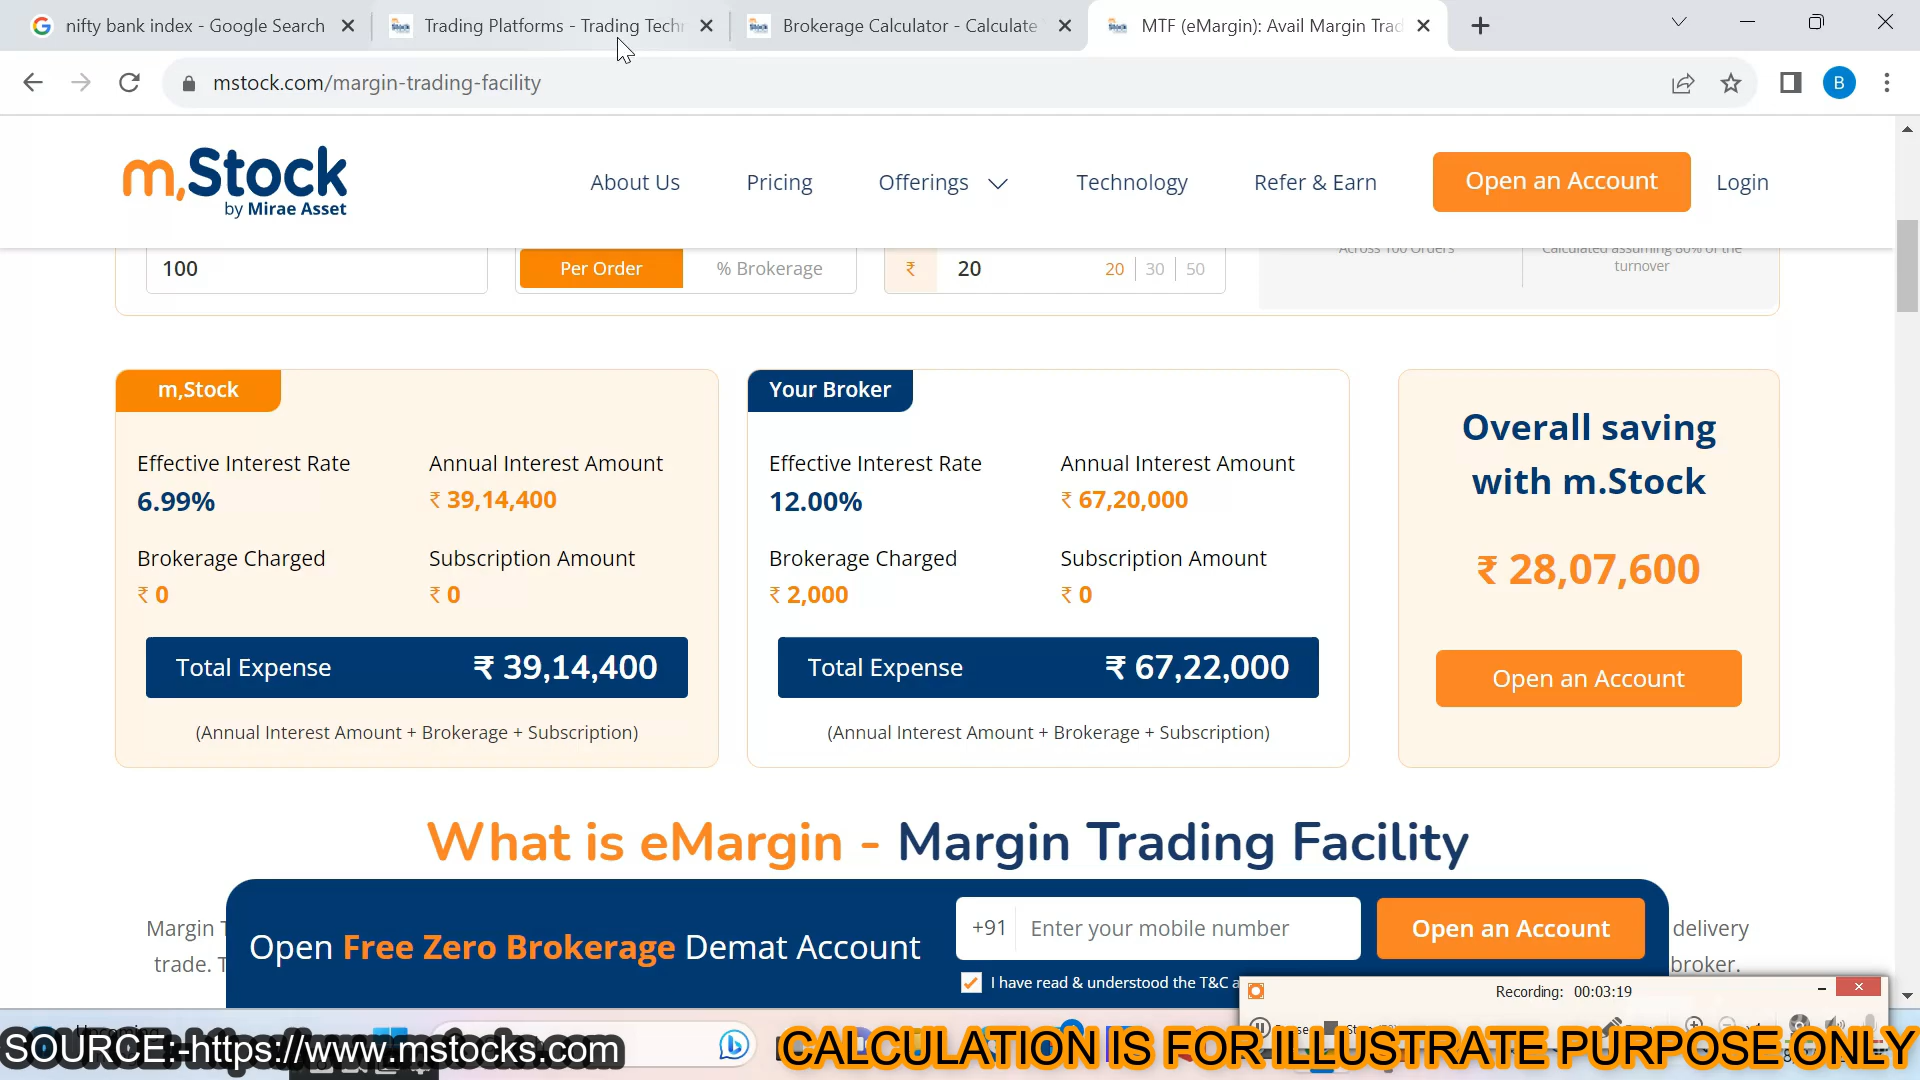 nifty bank index - Google Search
Trading Platforms - Trading Techn
Brokerage Calculator - Calculate
MTF (eMargin): Avail Margin Trad
mstock.com/margin-trading-facility
B
m.Stock
by Mirae Asset
About Us
Pricing
Offerings
Technology
Refer & Earn
Open an Account
Login
100
Per Order
% Brokerage
₹ 20
20 | 30 | 50
Across 100 Orders
Calculated assuming 80% of the
turnover
m,Stock
Effective Interest Rate
6.99%
Annual Interest Amount
₹ 39,14,400
Brokerage Charged
₹ 0
Subscription Amount
₹ 0
Total Expense ₹ 39,14,400
(Annual Interest Amount + Brokerage + Subscription)
Your Broker
Effective Interest Rate
12.00%
Annual Interest Amount
₹ 67,20,000
Brokerage Charged
₹ 2,000
Subscription Amount
₹ 0
Total Expense ₹ 67,22,000
(Annual Interest Amount + Brokerage + Subscription)
Overall saving
with m.Stock
₹ 28,07,600
Open an Account
What is eMargin - Margin Trading Facility
Margin
delivery
trade.
broker.
Open Free Zero Brokerage Demat Account
+91 Enter your mobile number
Open an Account
I have read & understood the T&C
Recording: 00:03:19
SOURCE:-https://www.mstocks.com
CALCULATION IS FOR ILLUSTRATE PURPOSE ONLY